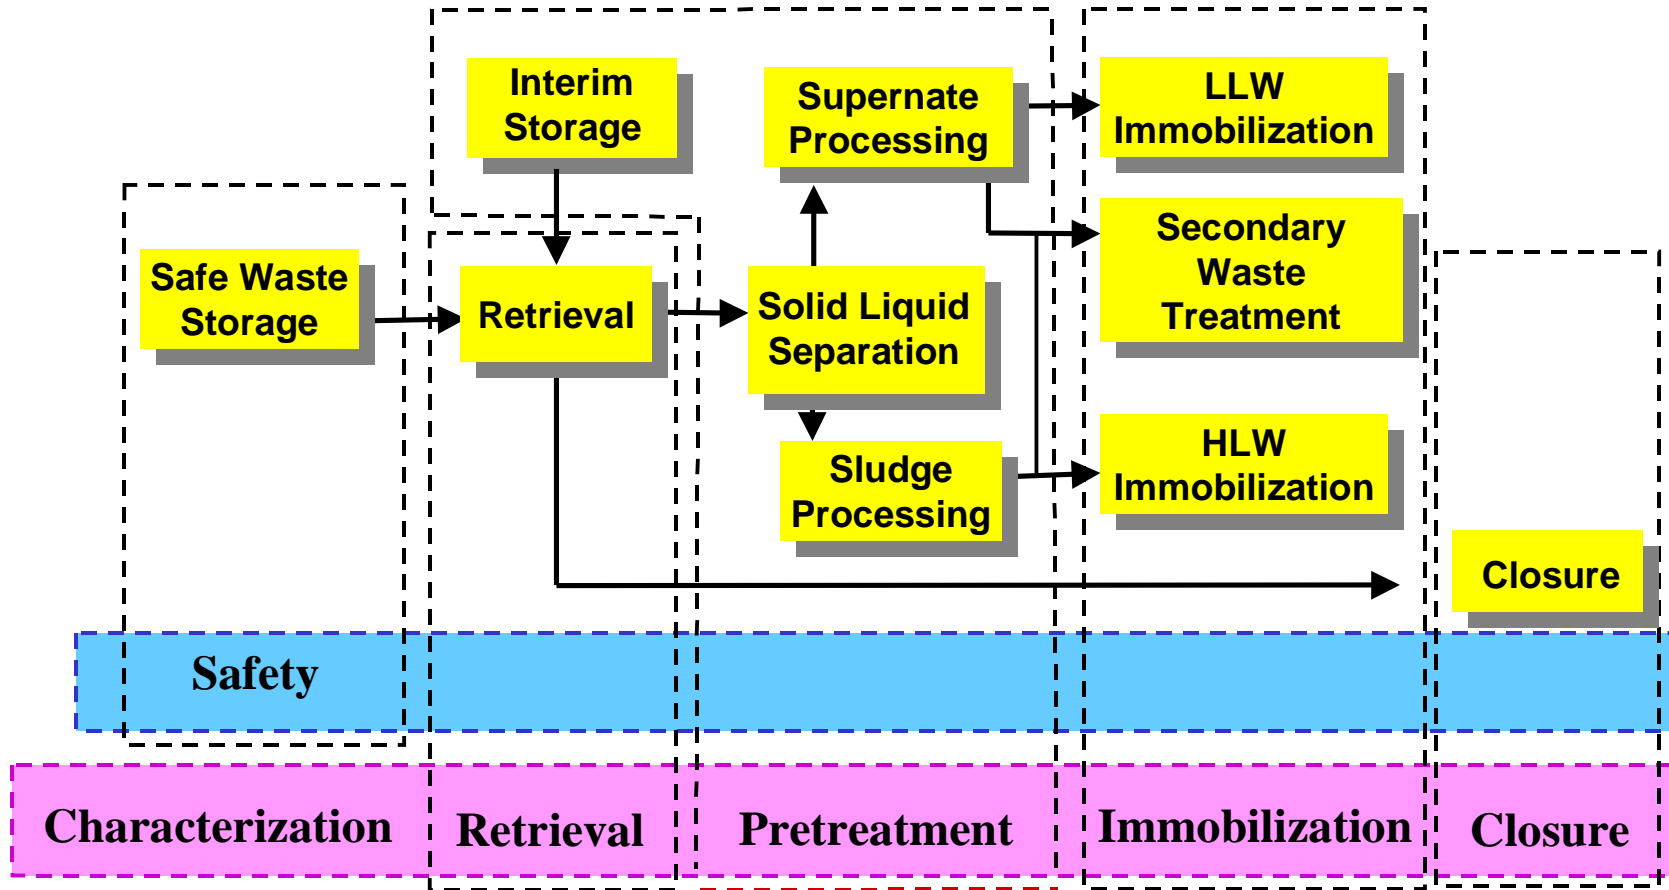 Interim
Storage
Supernate
Processing
LLW
Immobilization
Safe Waste
Storage
Retrieval
Solid Liquid
Separation
Secondary
Waste
Treatment
Sludge
Processing
HLW
Immobilization
Closure
Safety
Characterization
Retrieval
Pretreatment
Immobilization
Closure